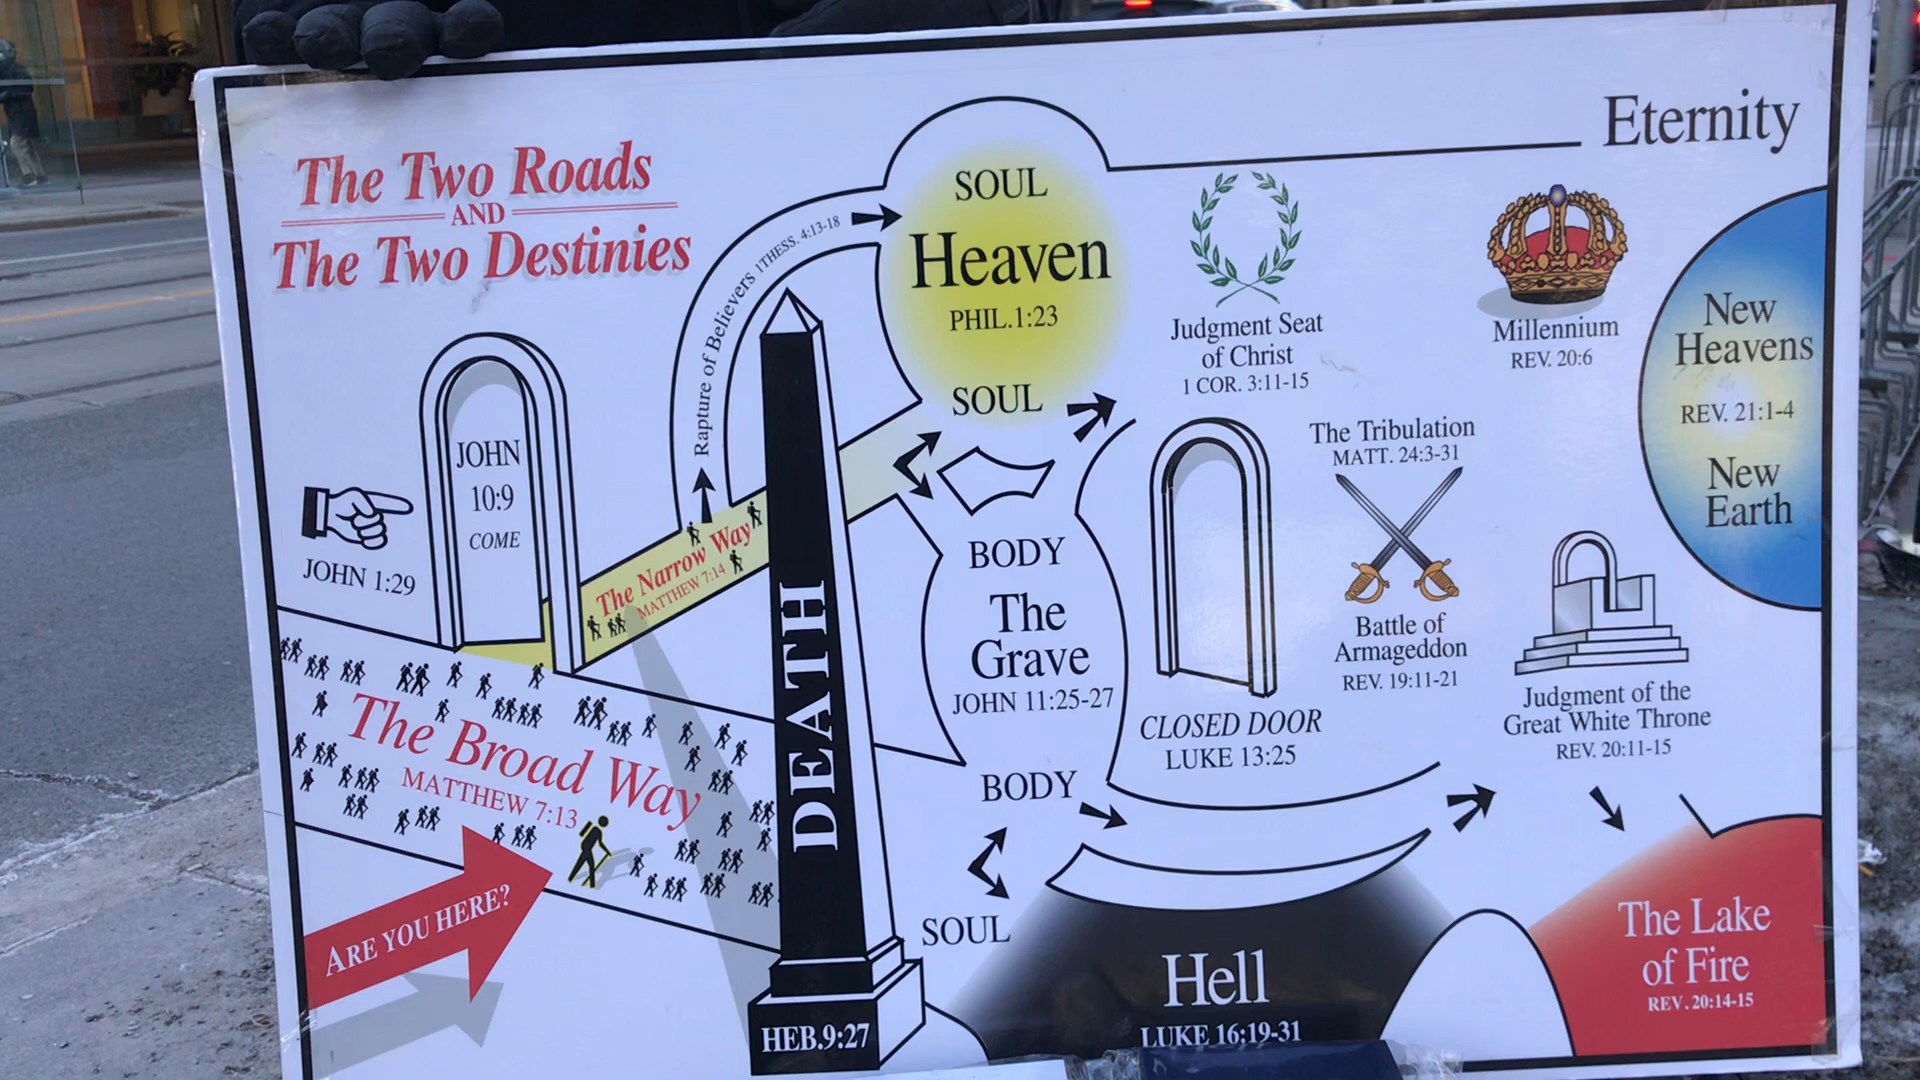 The Two Roads
AND
The Two Destinies
Eternity
JOHN 1:29
JOHN
10:9
COME
The Narrow Way
MATTHEW 7:14
Rapture of Believers 1THESS. 4:13-18
The Broad Way
MATTHEW 7:13
ARE YOU HERE?
DEATH
HEB.9:27
SOUL
Heaven
PHIL.1:23
SOUL
BODY
The
Grave
JOHN 11:25-27
BODY
SOUL
Hell
LUKE 16:19-31
Judgment Seat
of Christ
1 COR. 3:11-15
CLOSED DOOR
LUKE 13:25
The Tribulation
MATT. 24:3-31
Battle of
Armageddon
REV. 19:11-21
Millennium
REV. 20:6
Judgment of the
Great White Throne
REV. 20:11-15
New
Heavens
REV. 21:1-4
New
Earth
The Lake
of Fire
REV. 20:14-15